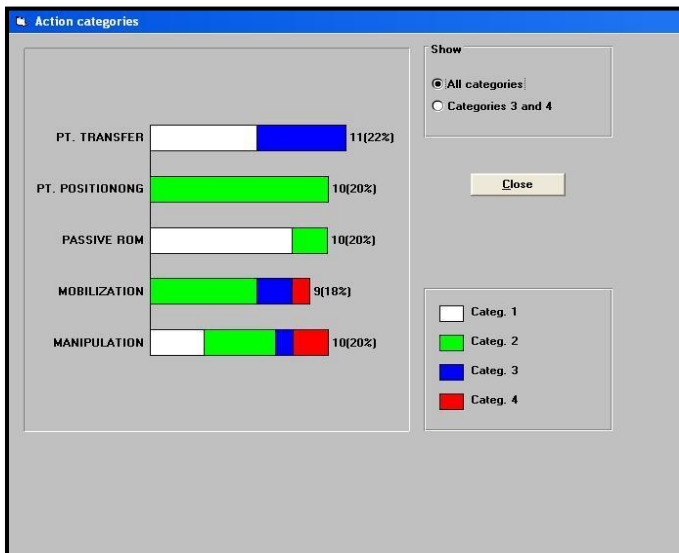 Action categories
Show
All categories
Categories 3 and 4
PT. TRANSFER 11(22%)
PT. POSITIONONG 10(20%)
Close
PASSIVE ROM 10(20%)
MOBILIZATION 9(18%)
MANIPULATION 10(20%)
Categ. 1
Categ. 2
Categ. 3
Categ. 4